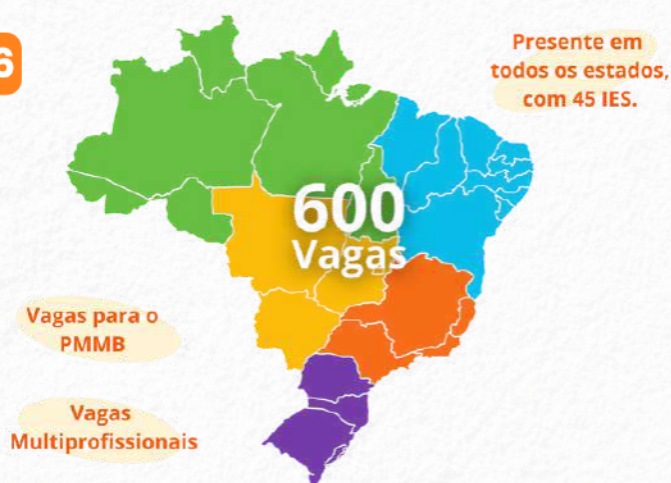 6
Presente em
todos os estados,
com 45 IES.
600
Vagas
Vagas para o
PMMB
Vagas
Multiprofissionais